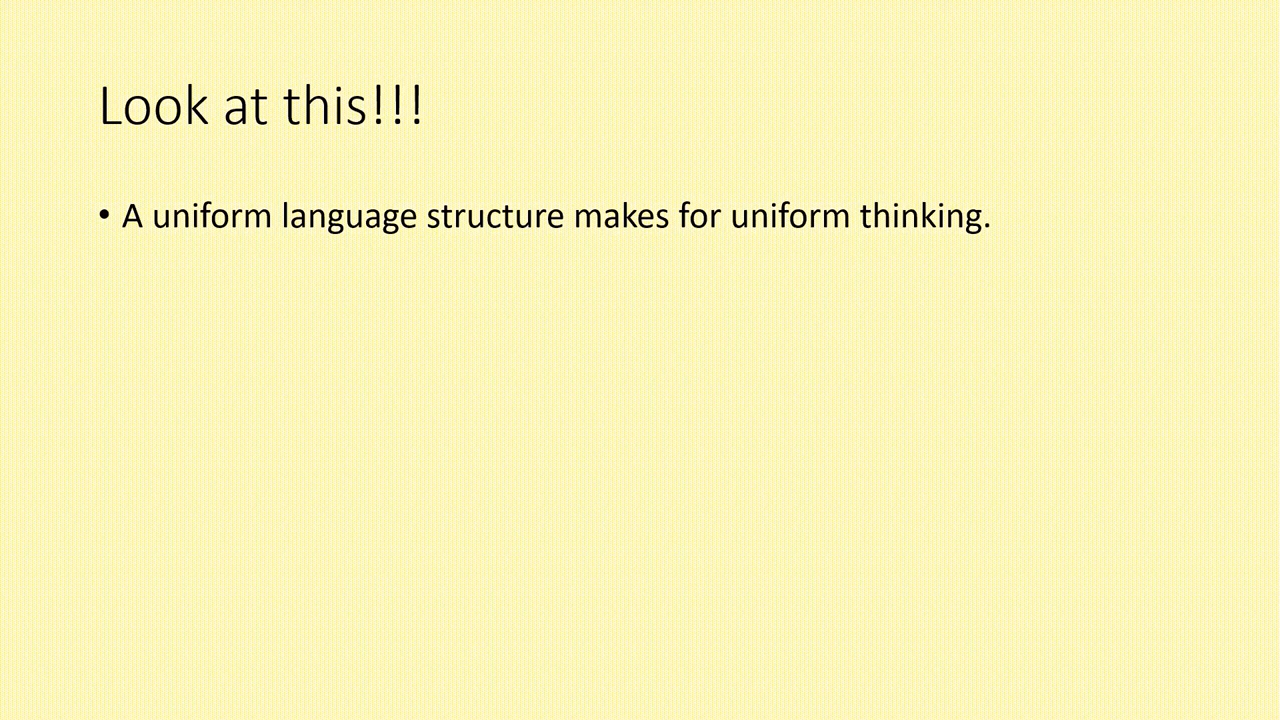 Look at this!!!
• A uniform language structure makes for uniform thinking.